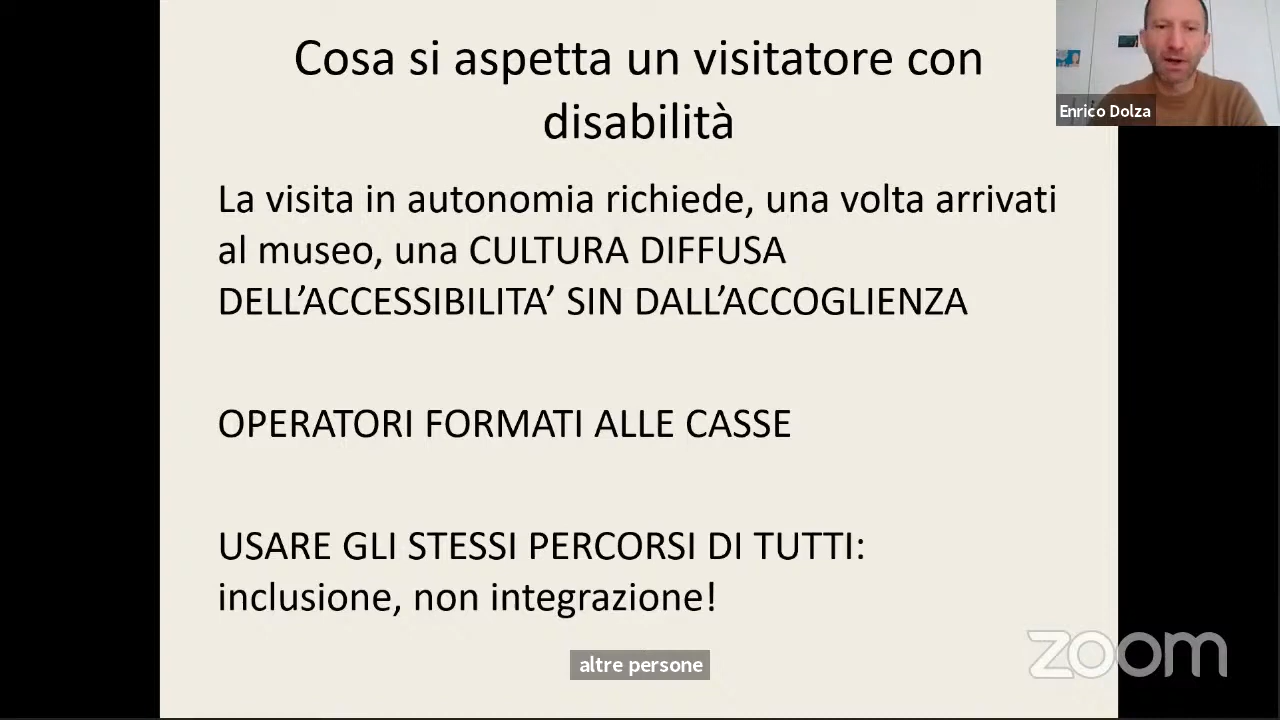 Cosa si aspetta un visitatore con
disabilità
Enrico Dolza
La visita in autonomia richiede, una volta arrivati
al museo, una CULTURA DIFFUSA
DELL’ACCESSIBILITA’ SIN DALL’ACCOGLIENZA
OPERATORI FORMATI ALLE CASSE
USARE GLI STESSI PERCORSI DI TUTTI:
inclusione, non integrazione!
altre persone
zoom